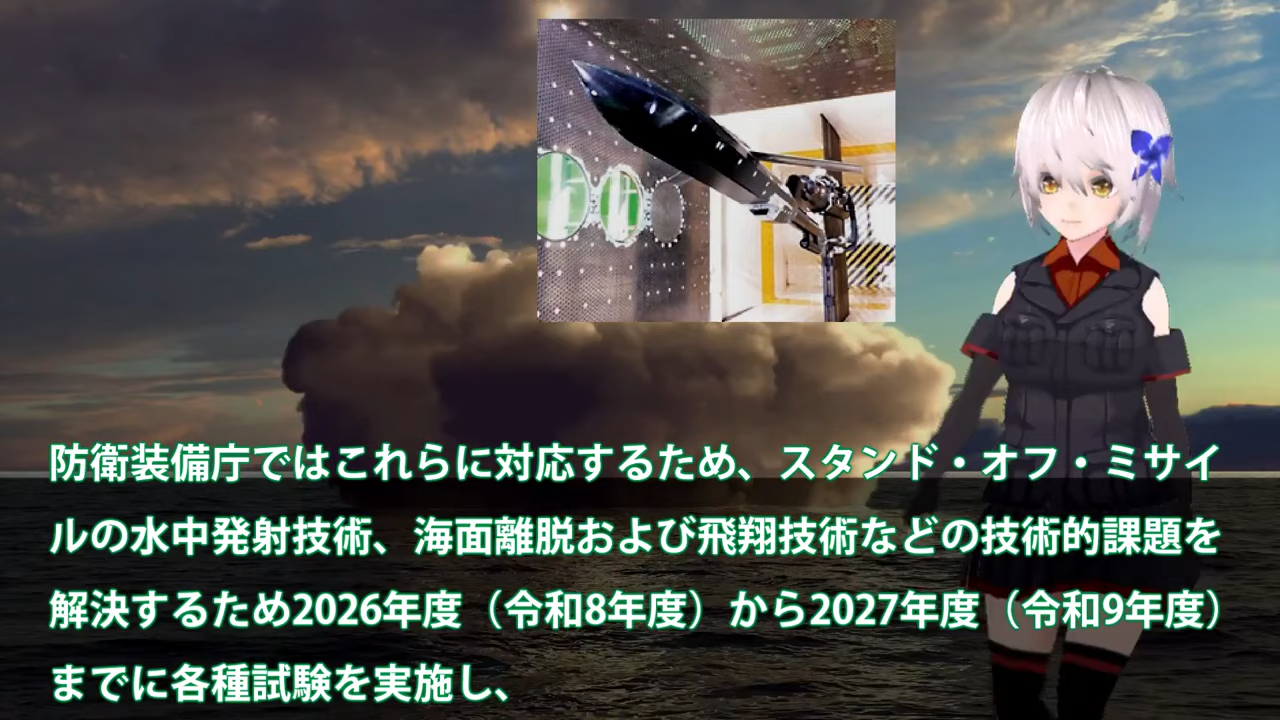 防衛装備庁ではこれらに対応するため、スタンド・オフ・ミサイ
ルの水中発射技術、海面離脱および飛翔技術などの技術的課題を
解決するため2026年度（令和8年度）から2027年度（令和9年度）
までに各種試験を実施し、